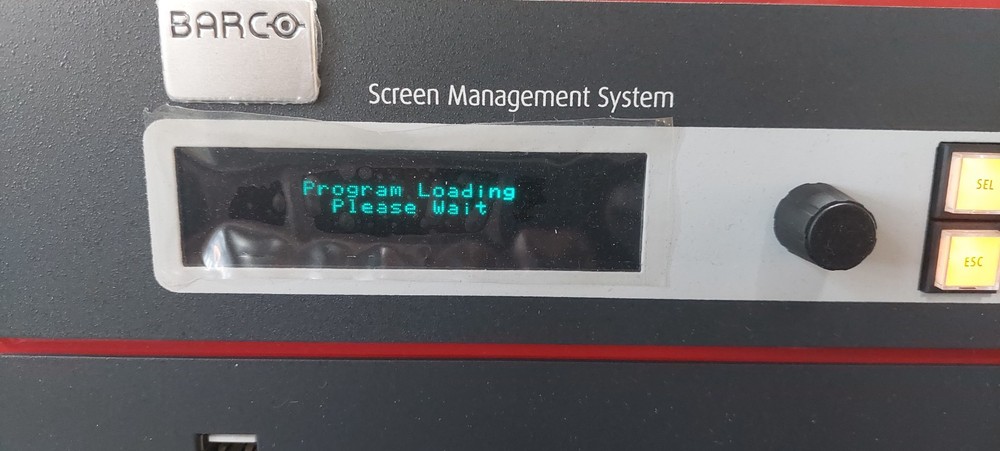 BARCO
Screen Management System
Program Loading
Please Wait
SEL
ESC